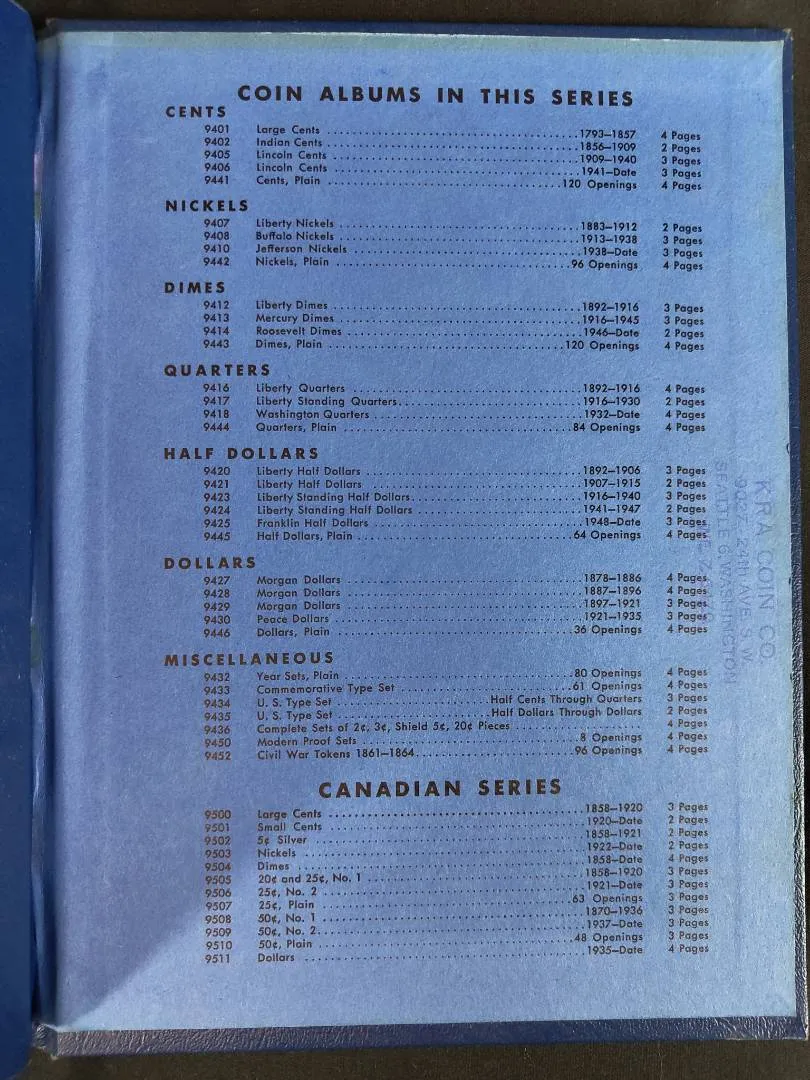 COIN ALBUMS IN THIS SERIES
CENTS
9401 Large Cents ........ 1793—1857 4 Pages
9402 Indian Cents ........ 1856—1909 2 Pages
9405 Lincoln Cents ........ 1909—1940 3 Pages
9406 Lincoln Cents ........ 1941—Date 3 Pages
9441 Cents, Plain ........ 120 Openings 4 Pages
NICKELS
9407 Liberty Nickels ........ 1883—1912 2 Pages
9408 Buffalo Nickels ........ 1913—1938 3 Pages
9410 Jefferson Nickels ........ 1938—Date 3 Pages
9442 Nickels, Plain ........ 96 Openings 4 Pages
DIMES
9412 Liberty Dimes ........ 1892—1916 3 Pages
9413 Mercury Dimes ........ 1916—1945 3 Pages
9414 Roosevelt Dimes ........ 1946—Date 2 Pages
9443 Dimes, Plain ........ 120 Openings 4 Pages
QUARTERS
9416 Liberty Quarters ........ 1892—1916 4 Pages
9417 Liberty Standing Quarters ........ 1916—1930 2 Pages
9418 Washington Quarters ........ 1932—Date 4 Pages
9444 Quarters, Plain ........ 84 Openings 4 Pages
HALF DOLLARS
9420 Liberty Half Dollars ........ 1892—1906 3 Pages
9421 Liberty Half Dollars ........ 1907—1915 2 Pages
9423 Liberty Standing Half Dollars ........ 1916—1940 3 Pages
9424 Liberty Standing Half Dollars ........ 1941—1947 2 Pages
9425 Franklin Half Dollars ........ 1948—Date 3 Pages
9445 Half Dollars, Plain ........ 64 Openings 4 Pages
DOLLARS
9427 Morgan Dollars ........ 1878—1886 4 Pages
9428 Morgan Dollars ........ 1887—1896 4 Pages
9429 Morgan Dollars ........ 1897—1921 3 Pages
9430 Peace Dollars ........ 1921—1935 3 Pages
9446 Dollars, Plain ........ 36 Openings 4 Pages
MISCELLANEOUS
9432 Year Sets, Plain ........ 80 Openings 4 Pages
9433 Commemorative Type Set ........ 61 Openings 4 Pages
9434 U. S. Type Set ........ Half Cents Through Quarters 3 Pages
9435 U. S. Type Set ........ Half Dollars Through Dollars 2 Pages
9436 Complete Sets of 2¢, 3¢, Shield 5¢, 20¢ Pieces ........ 4 Pages
9450 Modern Proof Sets ........ 8 Openings 4 Pages
9452 Civil War Tokens 1861—1864 ........ 96 Openings 4 Pages
CANADIAN SERIES
9500 Large Cents ........ 1858—1920 3 Pages
9501 Small Cents ........ 1920—Date 2 Pages
9502 5¢ Silver ........ 1858—1921 2 Pages
9503 Nickels ........ 1922—Date 2 Pages
9504 Dimes ........ 1858—Date 4 Pages
9505 20¢ and 25¢, No. 1 ........ 1858—1920 3 Pages
9506 25¢, No. 2 ........ 1921—Date 3 Pages
9507 25¢, Plain ........ 63 Openings 3 Pages
9508 50¢, No. 1 ........ 1870—1936 3 Pages
9509 50¢, No. 2 ........ 1937—Date 3 Pages
9510 50¢, Plain ........ 48 Openings 3 Pages
9511 Dollars ........ 1935—Date 4 Pages
KRA COIN CO.
9027 24th AVE. S. W.
SEATTLE 6 WASHINGTON